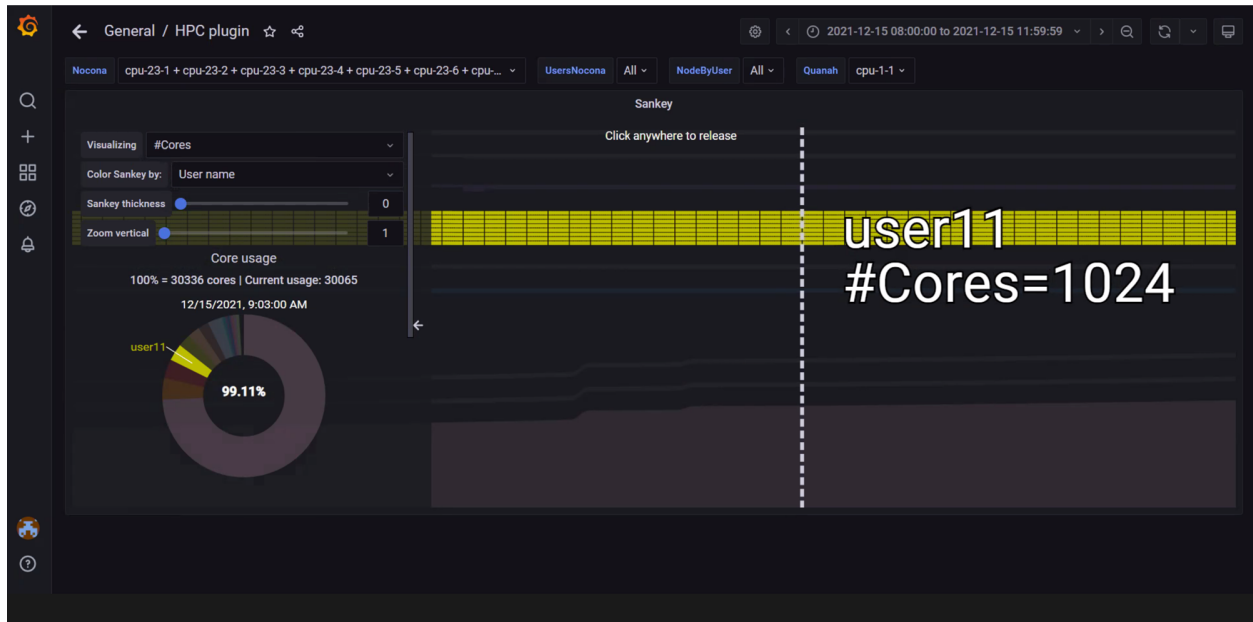 General / HPC plugin
2021-12-15 08:00:00 to 2021-12-15 11:59:59
Nocona cpu-23-1 + cpu-23-2 + cpu-23-3 + cpu-23-4 + cpu-23-5 + cpu-23-6 + cpu-... UsersNocona All NodeByUser All Quanah cpu-1-1
Sankey
Click anywhere to release
Visualizing #Cores
Color Sankey by: User name
Sankey thickness 0
Zoom vertical 1
Core usage
100% = 30336 cores | Current usage: 30065
12/15/2021, 9:03:00 AM
user11
99.11%
user11
#Cores=1024